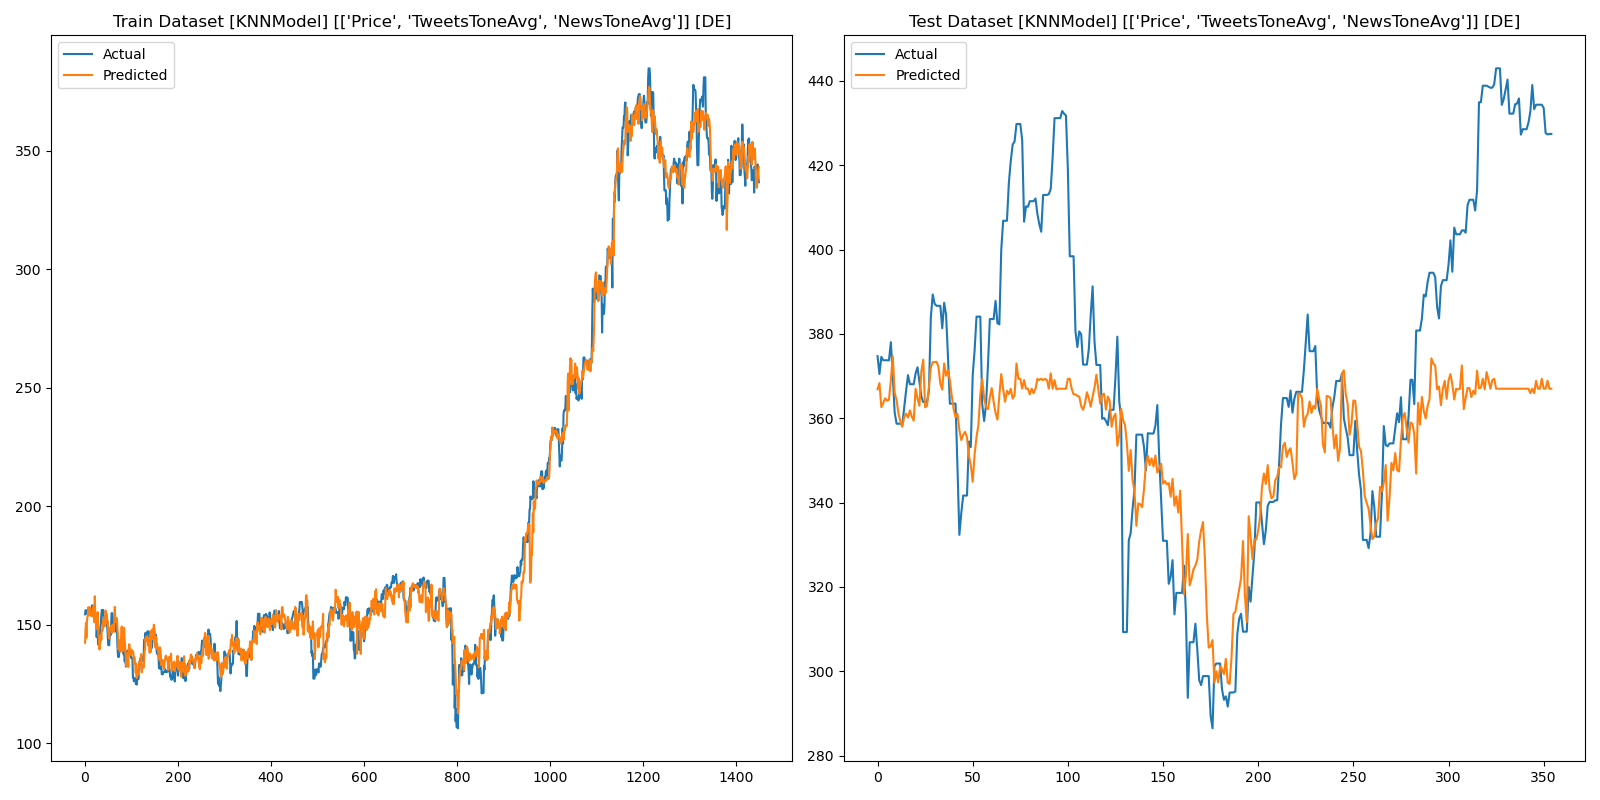 Train Dataset [KNNModel] [['Price', 'TweetsToneAvg', 'NewsToneAvg']] [DE]
Actual
Predicted
350
300
250
200
150
100
0 200 400 600 800 1000 1200 1400
Test Dataset [KNNModel] [['Price', 'TweetsToneAvg', 'NewsToneAvg']] [DE]
Actual
Predicted
440
420
400
380
360
340
320
300
280
0 50 100 150 200 250 300 350